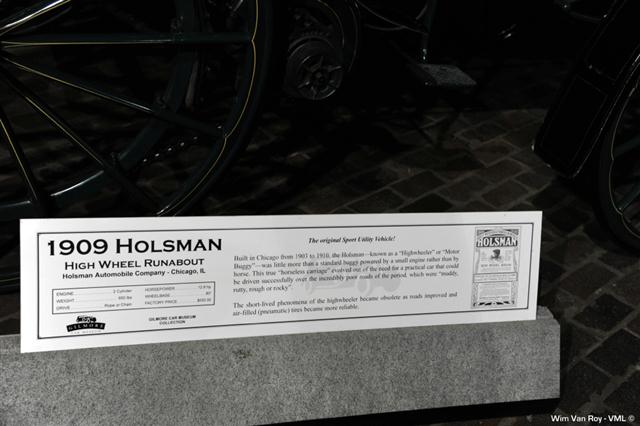 1909 HOLSMAN
HIGH WHEEL RUNABOUT
Holsman Automobile Company - Chicago, IL
ENGINE 2 Cylinder
WEIGHT
DRIVE Rope or Chain
HORSEPOWER
WHEELBASE
FACTORY PRICE
GILMORE
CAR MUSEUM
GILMORE CAR MUSEUM
COLLECTION
The original Sport Utility Vehicle!
Built in Chicago from 1903 to 1910, the Holsman—known as a "Highwheeler" or "Motor
Buggy"—was little more than a standard buggy powered by a small engine rather than by
horse. This true "horseless carriage" evolved out of the need for a practical car that could
be driven successfully over the incredibly poor roads of the period, which were "muddy,
rutty, rough or rocky".
The short-lived phenomena of the highwheeler became obsolete as roads improved and
air-filled (pneumatic) tires became more reliable.
HOLSMAN
Wim Van Roy - VML ©